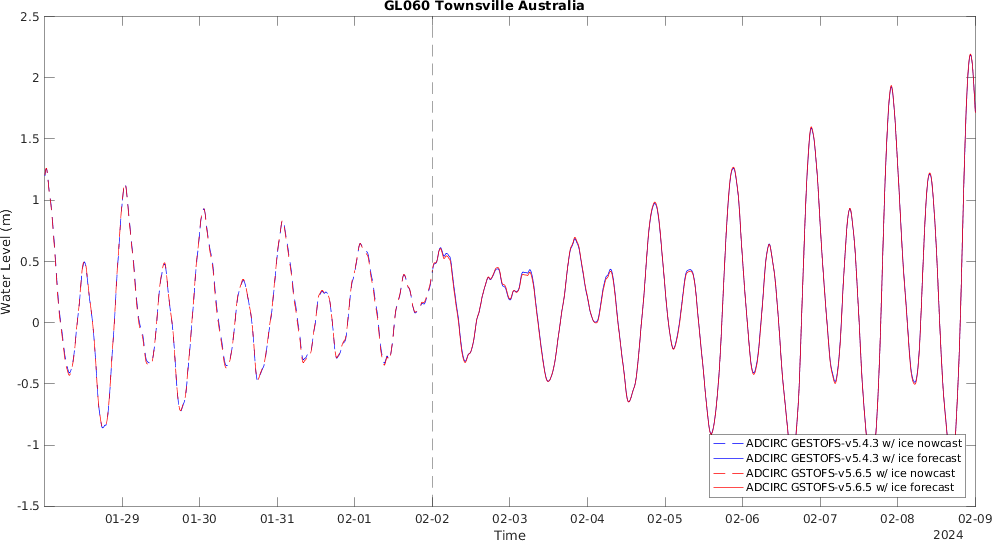 GL060 Townsville Australia
2.5
2
1.5
1
0.5
0
-0.5
-1
-1.5
Water Level (m)
ADCIRC GESTOFS-v5.4.3 w/ ice nowcast
ADCIRC GESTOFS-v5.4.3 w/ ice forecast
ADCIRC GSTOFS-v5.6.5 w/ ice nowcast
ADCIRC GSTOFS-v5.6.5 w/ ice forecast
01-29 01-30 01-31 02-01 02-02 02-03 02-04 02-05 02-06 02-07 02-08 02-09
Time
2024